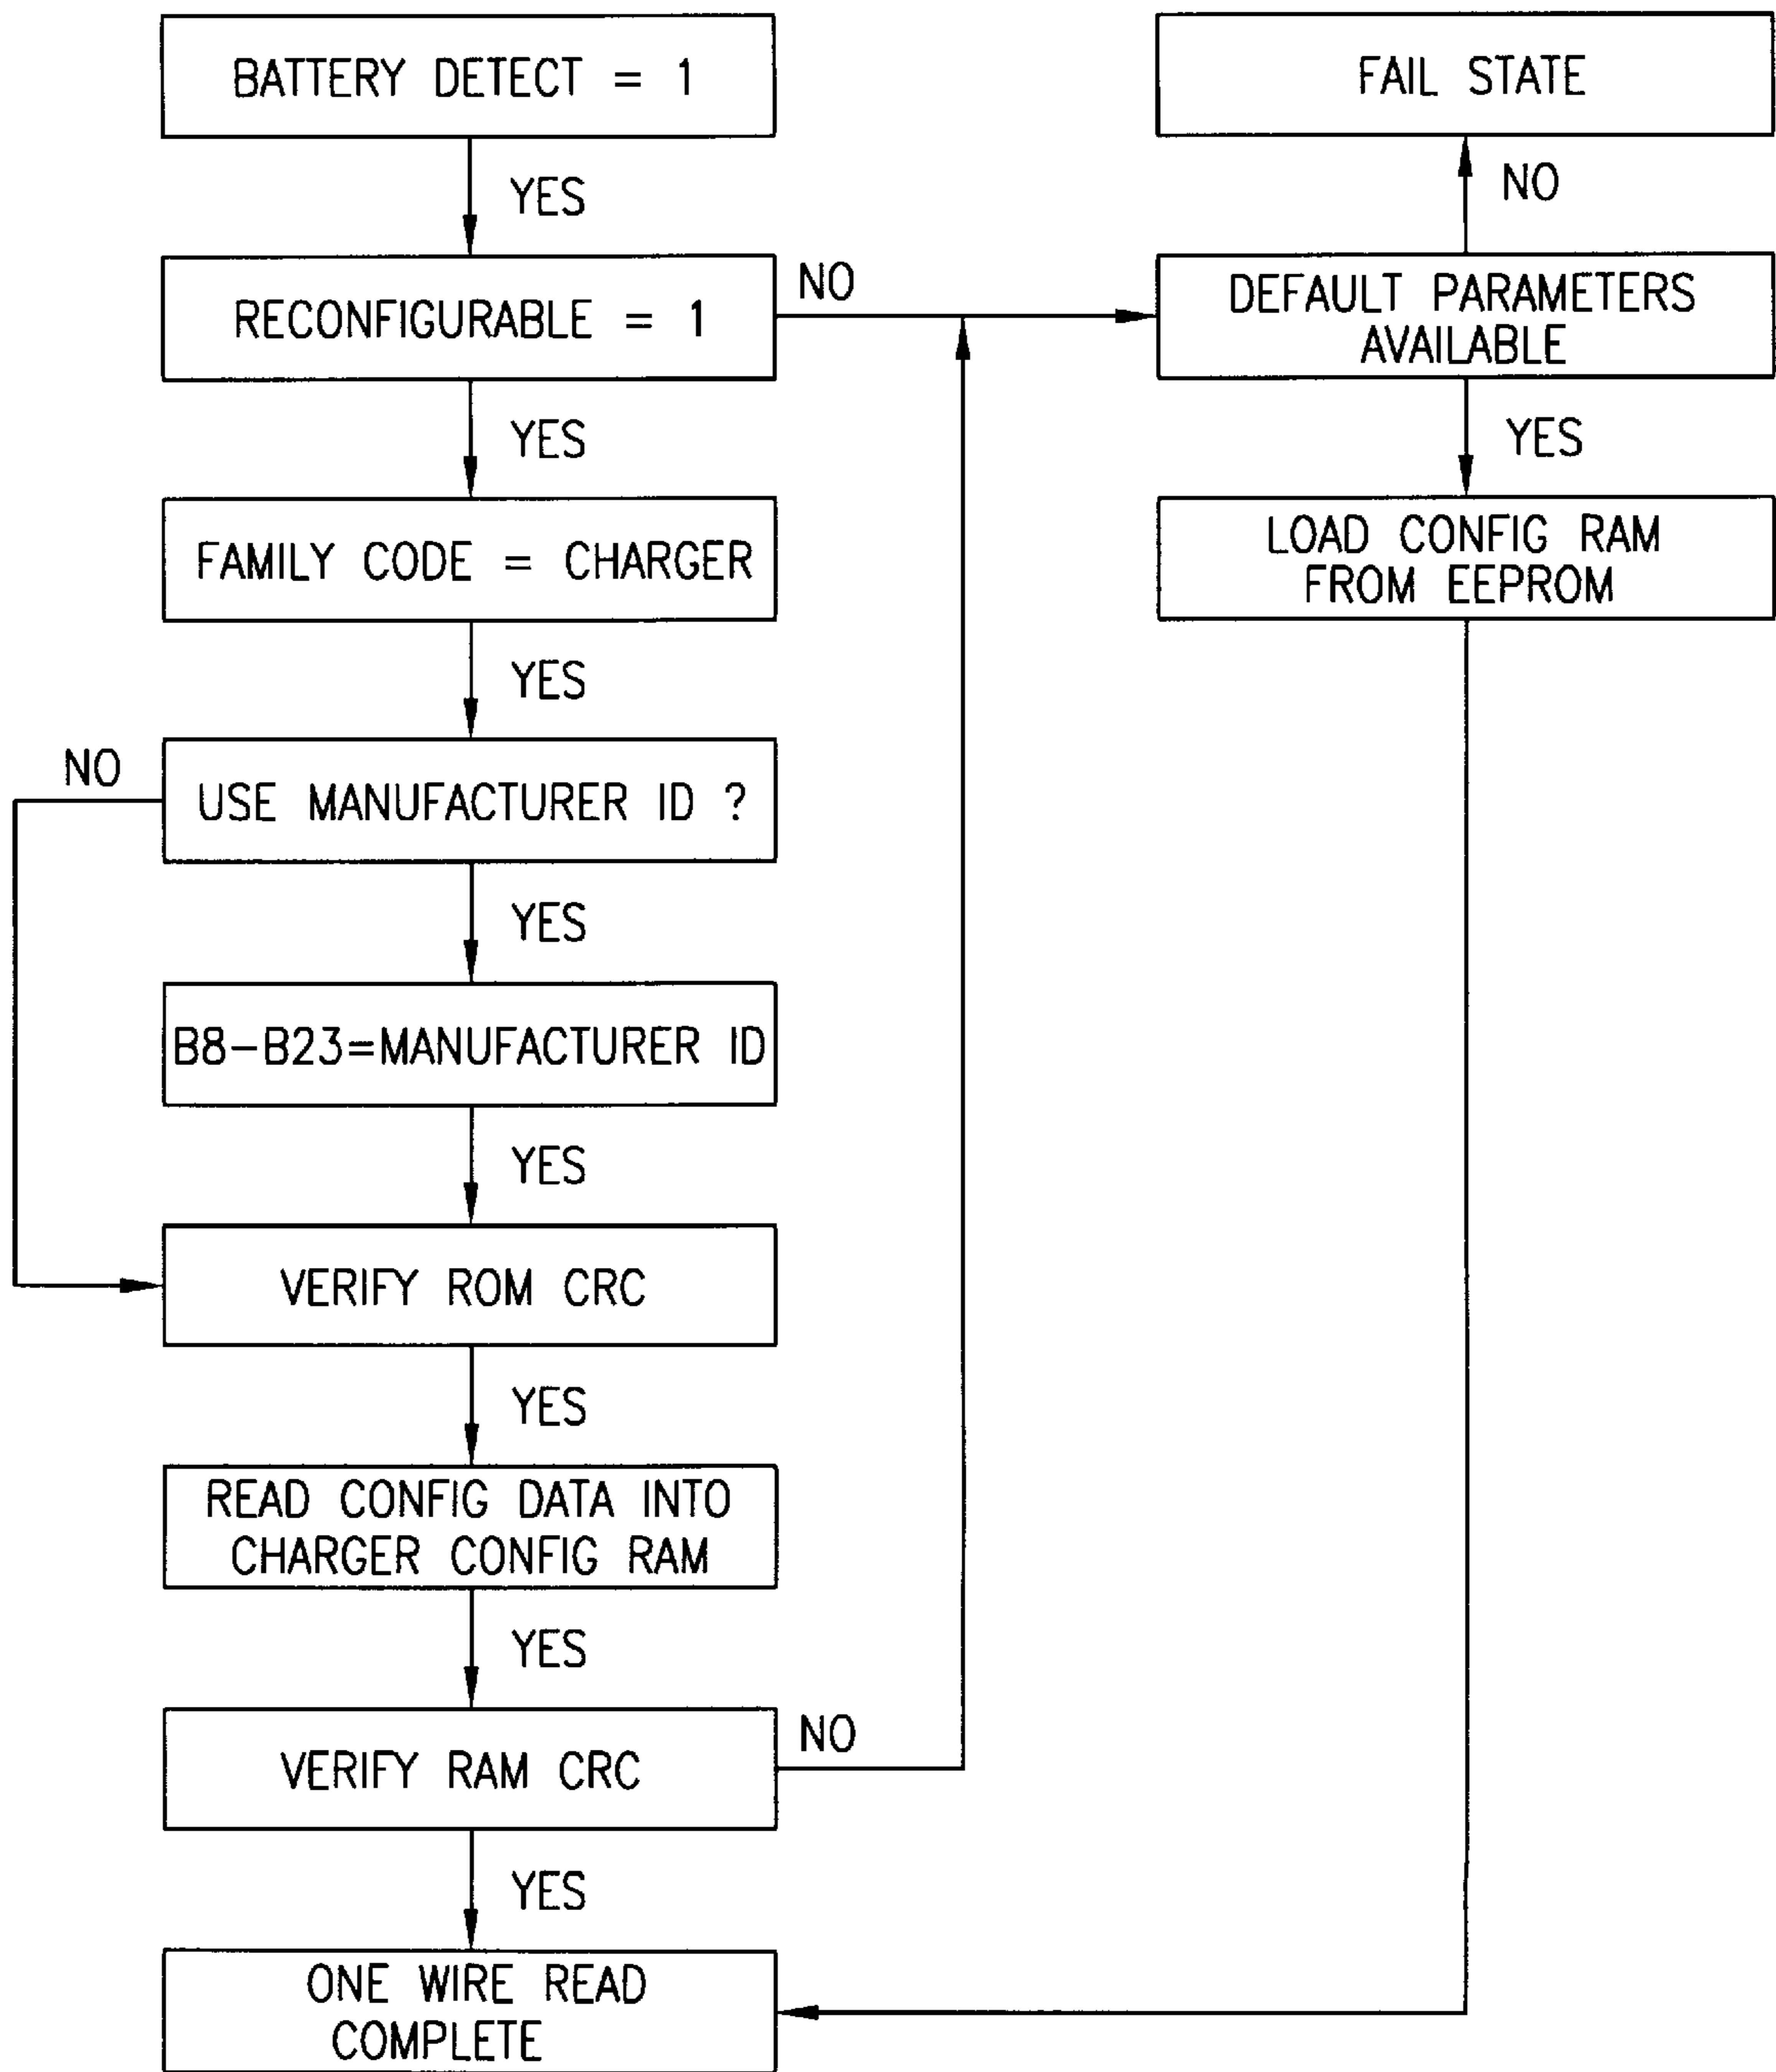 BATTERY DETECT = 1
YES
RECONFIGURABLE = 1
NO
YES
FAMILY CODE = CHARGER
YES
USE MANUFACTURER ID ?
NO
YES
B8-B23=MANUFACTURER ID
YES
VERIFY ROM CRC
YES
READ CONFIG DATA INTO
CHARGER CONFIG RAM
YES
VERIFY RAM CRC
NO
YES
ONE WIRE READ
COMPLETE
FAIL STATE
NO
DEFAULT PARAMETERS
AVAILABLE
YES
LOAD CONFIG RAM
FROM EEPROM